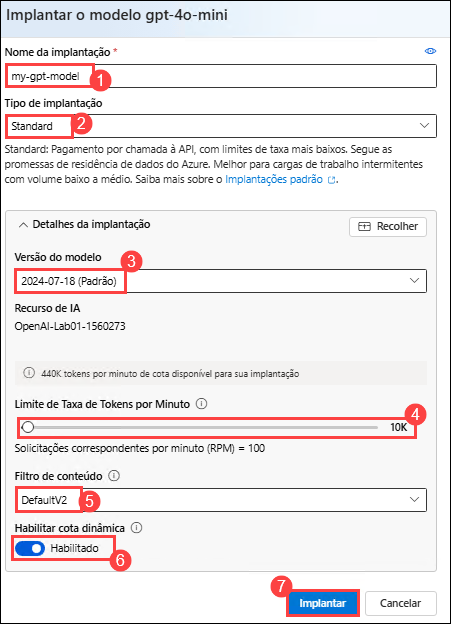 Implantar o modelo gpt-4o-mini
Nome da implantação *
my-gpt-model
1
Tipo de implantação
Standard
2
Standard: Pagamento por chamada à API, com limites de taxa mais baixos. Segue as
promessas de residência de dados do Azure. Melhor para cargas de trabalho intermitentes
com volume baixo a médio. Saiba mais sobre o Implantações padrão.
Detalhes da implantação
Recolher
Versão do modelo
3
2024-07-18 (Padrão)
Recurso de IA
OpenAI-Lab01-1560273
440K tokens por minuto de cota disponível para sua implantação
Limite de Taxa de Tokens por Minuto
4
10K
Solicitações correspondentes por minuto (RPM) = 100
Filtro de conteúdo
DefaultV2
5
Habilitar cota dinâmica
Habilitado
6
7
Implantar
Cancelar